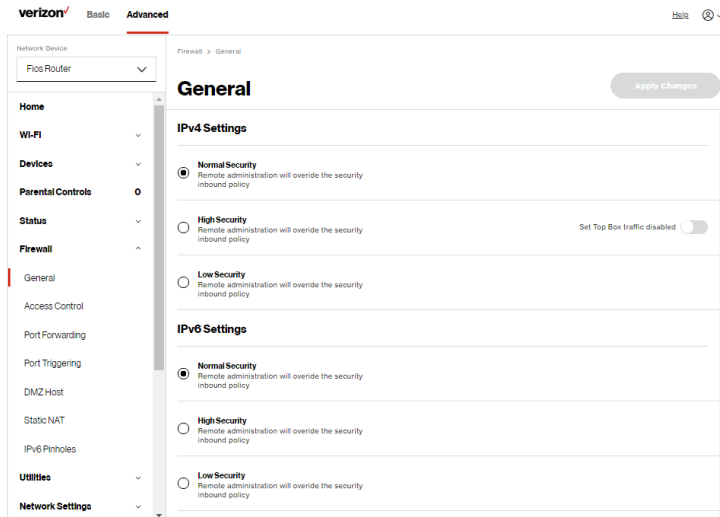 verizon Basic Advanced Help
Network Device
Fios Router
Home
Wi-Fi
Devices
Parental Controls 0
Status
Firewall
General
Access Control
Port Forwarding
Port Triggering
DMZ Host
Static NAT
IPv6 Pinholes
Utilities
Network Settings
Firewall > General
General
Apply Changes
IPv4 Settings
Normal Security
Remote administration will overide the security
inbound policy
High Security
Remote administration will overide the security
inbound policy
Set Top Box traffic disabled
Low Security
Remote administration will overide the security
inbound policy
IPv6 Settings
Normal Security
Remote administration will overide the security
inbound policy
High Security
Remote administration will overide the security
inbound policy
Low Security
Remote administration will overide the security
inbound policy